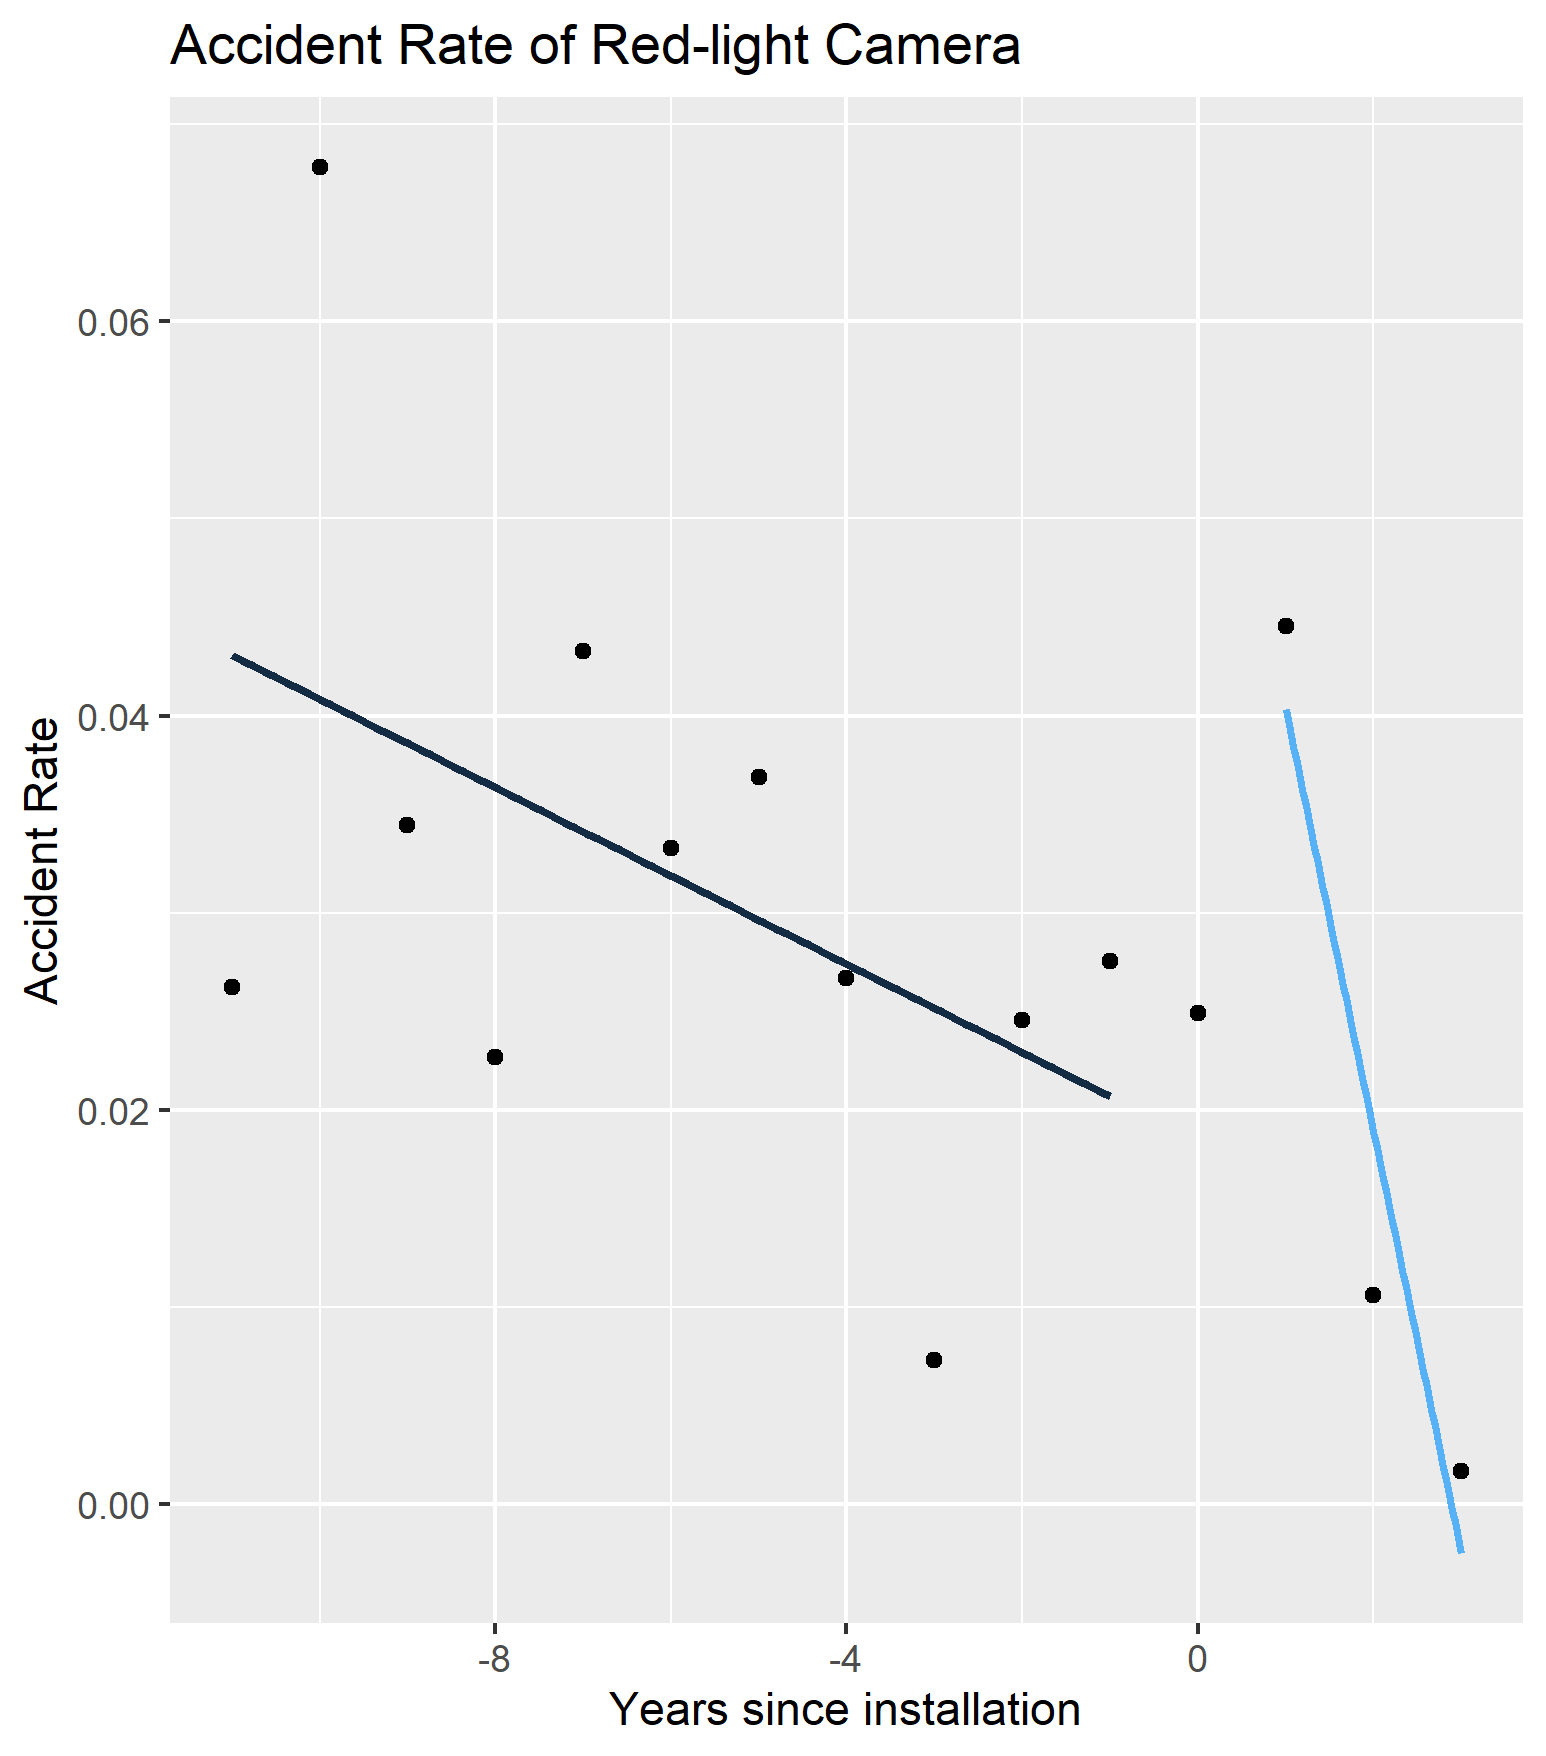 Accident Rate of Red-light Camera
0.06
0.04
0.02
0.00
Accident Rate
-8
-4
0
Years since installation